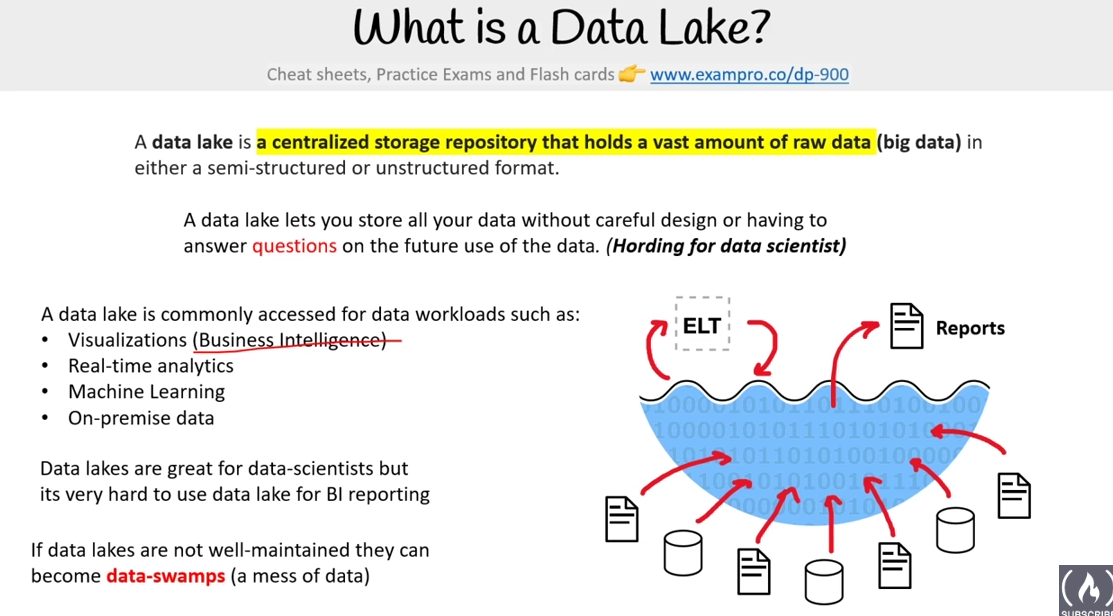 What is a Data Lake?
Cheat sheets, Practice Exams and Flash cards 👉 www.exampro.co/dp-900
A data lake is a centralized storage repository that holds a vast amount of raw data (big data) in
either a semi-structured or unstructured format.
A data lake lets you store all your data without careful design or having to
answer questions on the future use of the data. (Hording for data scientist)
A data lake is commonly accessed for data workloads such as:
• Visualizations (Business Intelligence)
• Real-time analytics
• Machine Learning
• On-premise data
Data lakes are great for data-scientists but
its very hard to use data lake for BI reporting
If data lakes are not well-maintained they can
become data-swamps (a mess of data)
ELT
Reports
SUBSCRIBE